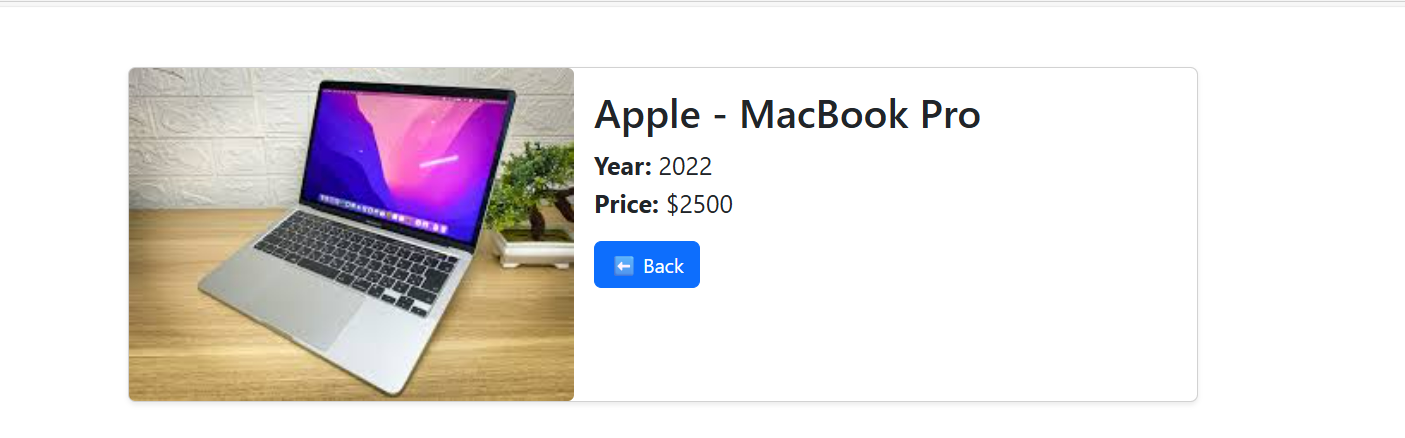 Apple - MacBook Pro
Year: 2022
Price: $2500
⬅ Back